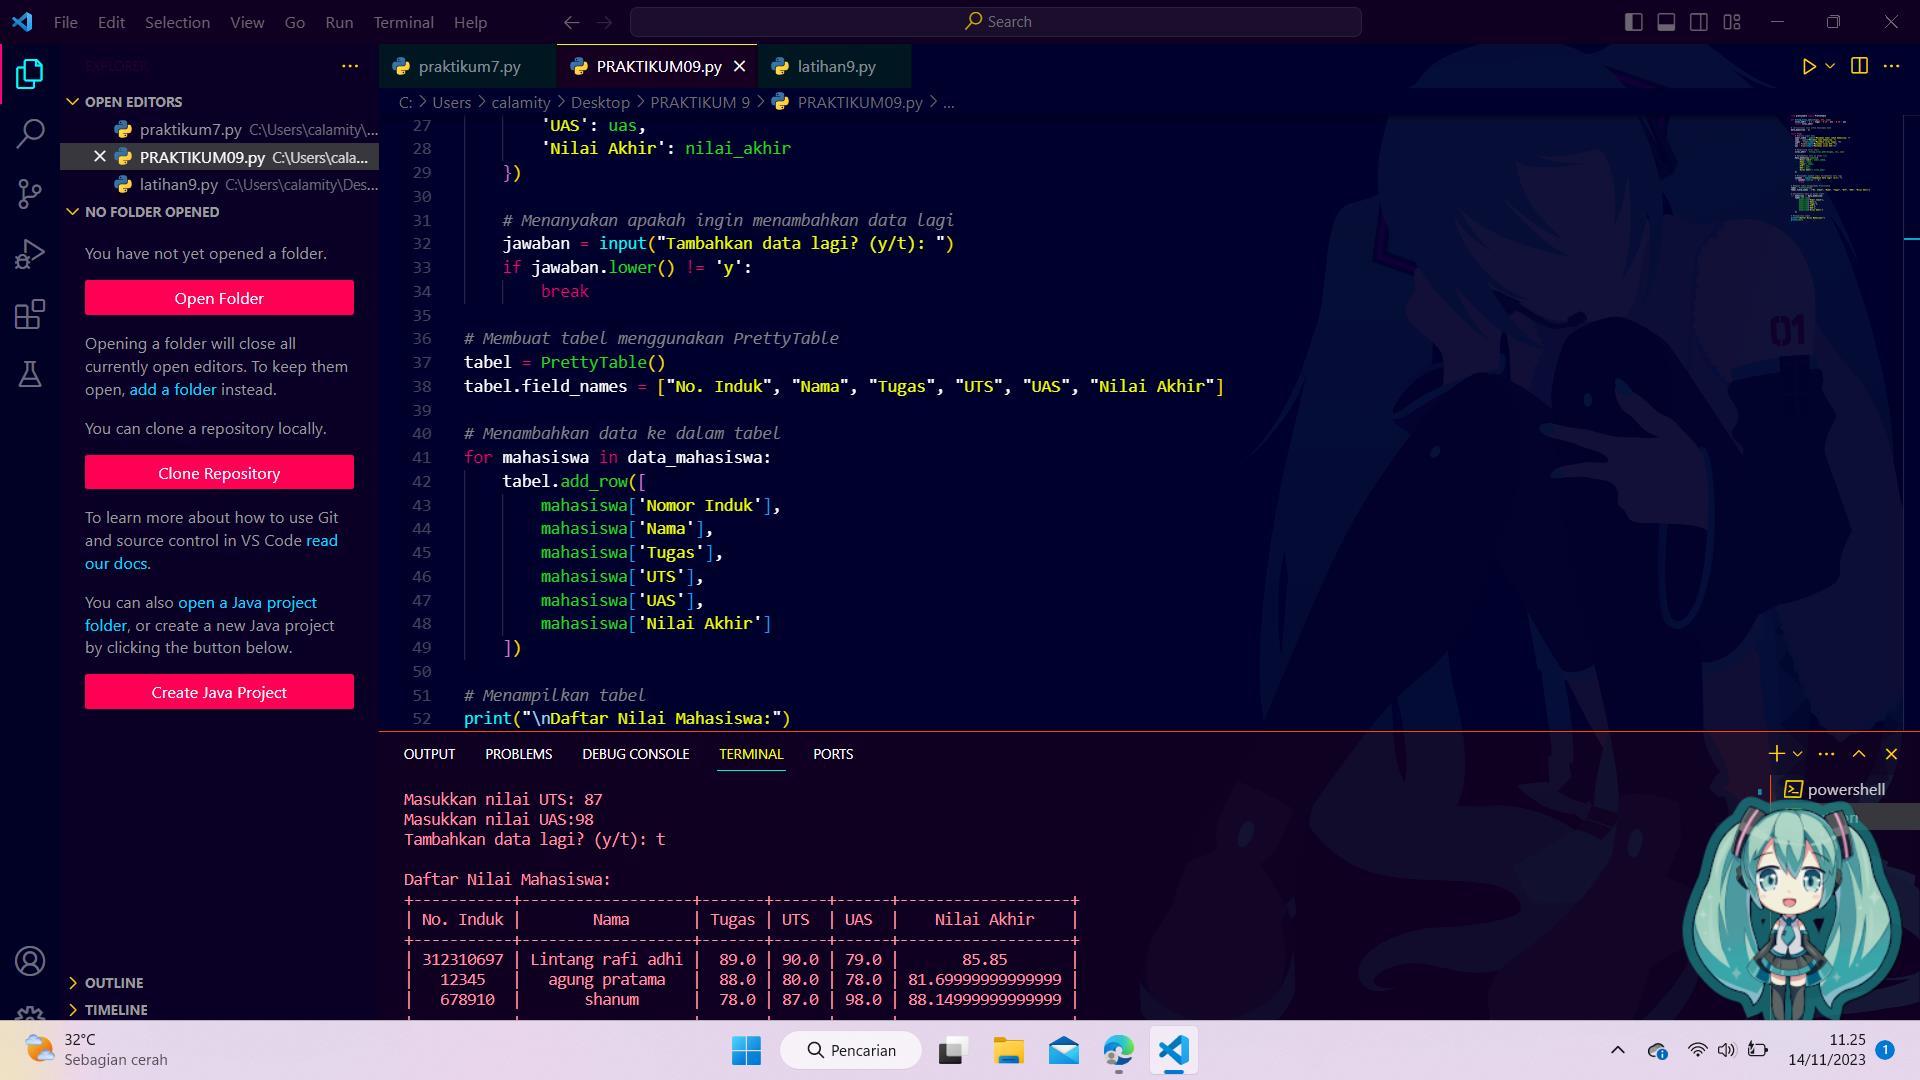 File Edit Selection View Go Run Terminal Help
Search
EXPLORER
praktikum7.py
PRAKTIKUM09.py
latihan9.py
OPEN EDITORS
praktikum7.py C:\Users\calamity\...
PRAKTIKUM09.py C:\Users\cala...
latihan9.py C:\Users\calamity\Des...
NO FOLDER OPENED
You have not yet opened a folder.
Open Folder
Opening a folder will close all
currently open editors. To keep them
open, add a folder instead.
You can clone a repository locally.
Clone Repository
To learn more about how to use Git
and source control in VS Code read
our docs.
You can also open a Java project
folder, or create a new Java project
by clicking the button below.
Create Java Project
OUTLINE
TIMELINE
C: > Users > calamity > Desktop > PRAKTIKUM 9 > PRAKTIKUM09.py > ...
27 'UAS': uas,
28 'Nilai Akhir': nilai_akhir
29 })
30
31 # Menanyakan apakah ingin menambahkan data lagi
32 jawaban = input("Tambahkan data lagi? (y/t): ")
33 if jawaban.lower() != 'y':
34 break
35
36 # Membuat tabel menggunakan PrettyTable
37 tabel = PrettyTable()
38 tabel.field_names = ["No. Induk", "Nama", "Tugas", "UTS", "UAS", "Nilai Akhir"]
39
40 # Menambahkan data ke dalam tabel
41 for mahasiswa in data_mahasiswa:
42 tabel.add_row([
43 mahasiswa['Nomor Induk'],
44 mahasiswa['Nama'],
45 mahasiswa['Tugas'],
46 mahasiswa['UTS'],
47 mahasiswa['UAS'],
48 mahasiswa['Nilai Akhir']
49 ])
50
51 # Menampilkan tabel
52 print("\nDaftar Nilai Mahasiswa:")
01
OUTPUT PROBLEMS DEBUG CONSOLE TERMINAL PORTS
powershell
Masukkan nilai UTS: 87
Masukkan nilai UAS:98
Tambahkan data lagi? (y/t): t
Daftar Nilai Mahasiswa:
+-----------+------------------+-------+------+------+-------------------+
| No. Induk | Nama | Tugas | UTS | UAS | Nilai Akhir |
+-----------+------------------+-------+------+------+-------------------+
| 312310697 | Lintang rafi adhi | 89.0 | 90.0 | 79.0 | 85.85 |
| 12345 | agung pratama | 88.0 | 80.0 | 78.0 | 81.69999999999999 |
| 678910 | shanum | 78.0 | 87.0 | 98.0 | 88.14999999999999 |
32°C
Sebagian cerah
Pencarian
11.25
14/11/2023
1